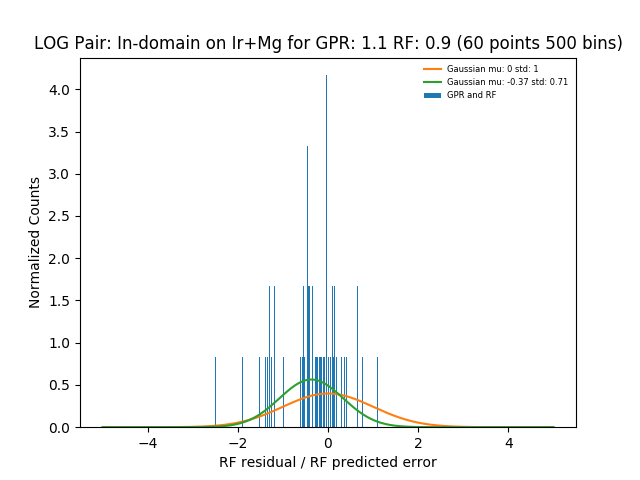 LOG Pair: In-domain on Ir+Mg for GPR: 1.1 RF: 0.9 (60 points 500 bins)
Gaussian mu: 0 std: 1
Gaussian mu: -0.37 std: 0.71
GPR and RF
Normalized Counts
4.0
3.5
3.0
2.5
2.0
1.5
1.0
0.5
0.0
−4
−2
0
2
4
RF residual / RF predicted error